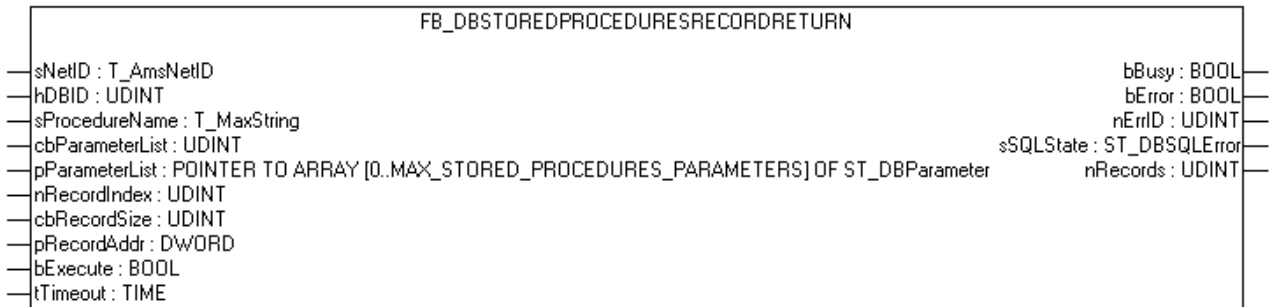 FB_DBSTOREDPROCEDURESRECORDRETURN
sNetID : T_AmsNetID bBusy : BOOL
hDBID : UDINT bError : BOOL
sProcedureName : T_MaxString nErrID : UDINT
cbParameterList : UDINT sSQLState : ST_DBSQLError
pParameterList : POINTER TO ARRAY [0..MAX_STORED_PROCEDURES_PARAMETERS] OF ST_DBParameter nRecords : UDINT
nRecordIndex : UDINT
cbRecordSize : UDINT
pRecordAddr : DWORD
bExecute : BOOL
tTimeout : TIME